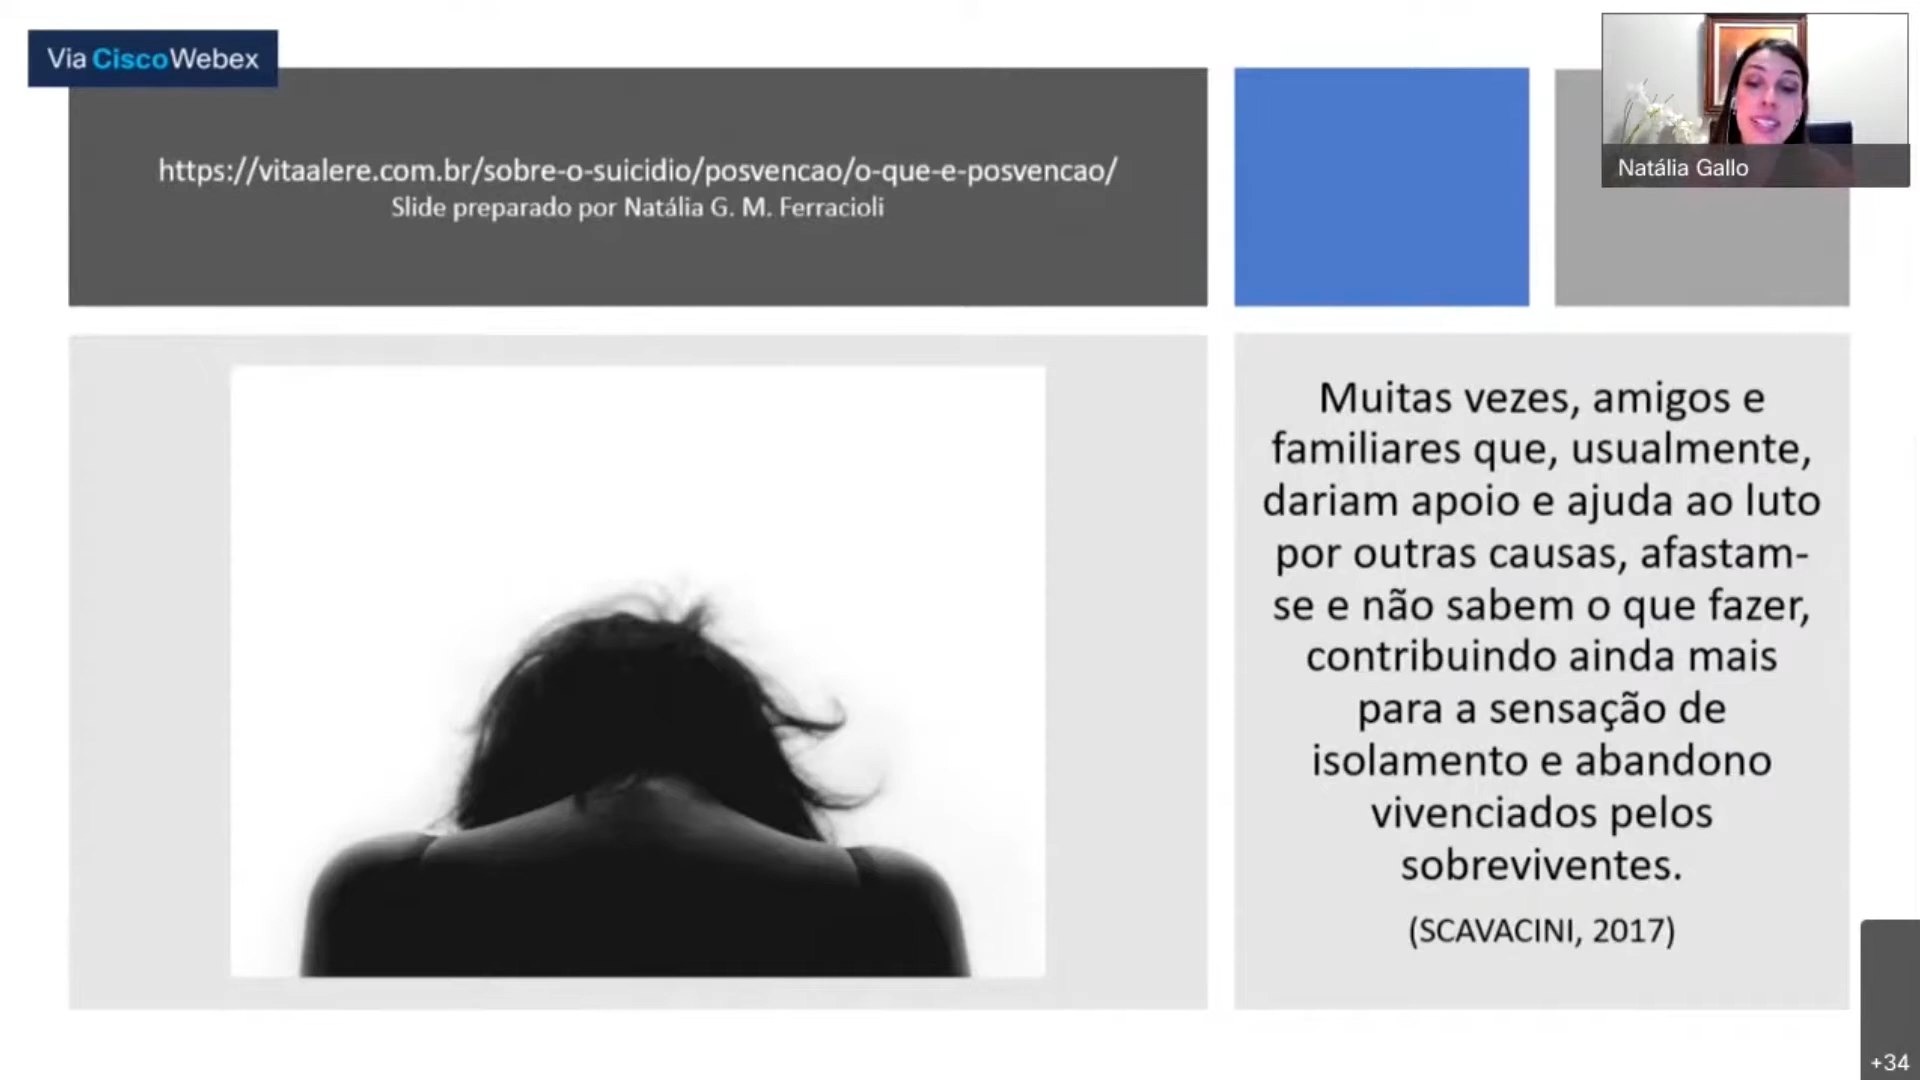 Via CiscoWebex
https://vitaalere.com.br/sobre-o-suicidio/posvencao/o-que-e-posvencao/
Slide preparado por Natália G. M. Ferracioli
Natália Gallo
Muitas vezes, amigos e
familiares que, usualmente,
dariam apoio e ajuda ao luto
por outras causas, afastam-
se e não sabem o que fazer,
contribuindo ainda mais
para a sensação de
isolamento e abandono
vivenciados pelos
sobreviventes.
(SCAVACINI, 2017)
+34